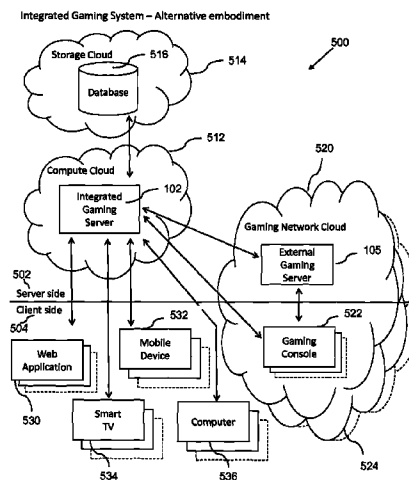 Integrated Gaming System – Alternative embodiment
500
516
Storage Cloud
514
Database
512
Compute Cloud
102
520
Integrated
Gaming
Server
Gaming Network Cloud
External
Gaming
Server
105
502
Server side
Client side
504
532
522
Web
Application
Mobile
Device
Gaming
Console
530
Smart
TV
Computer
524
534
536